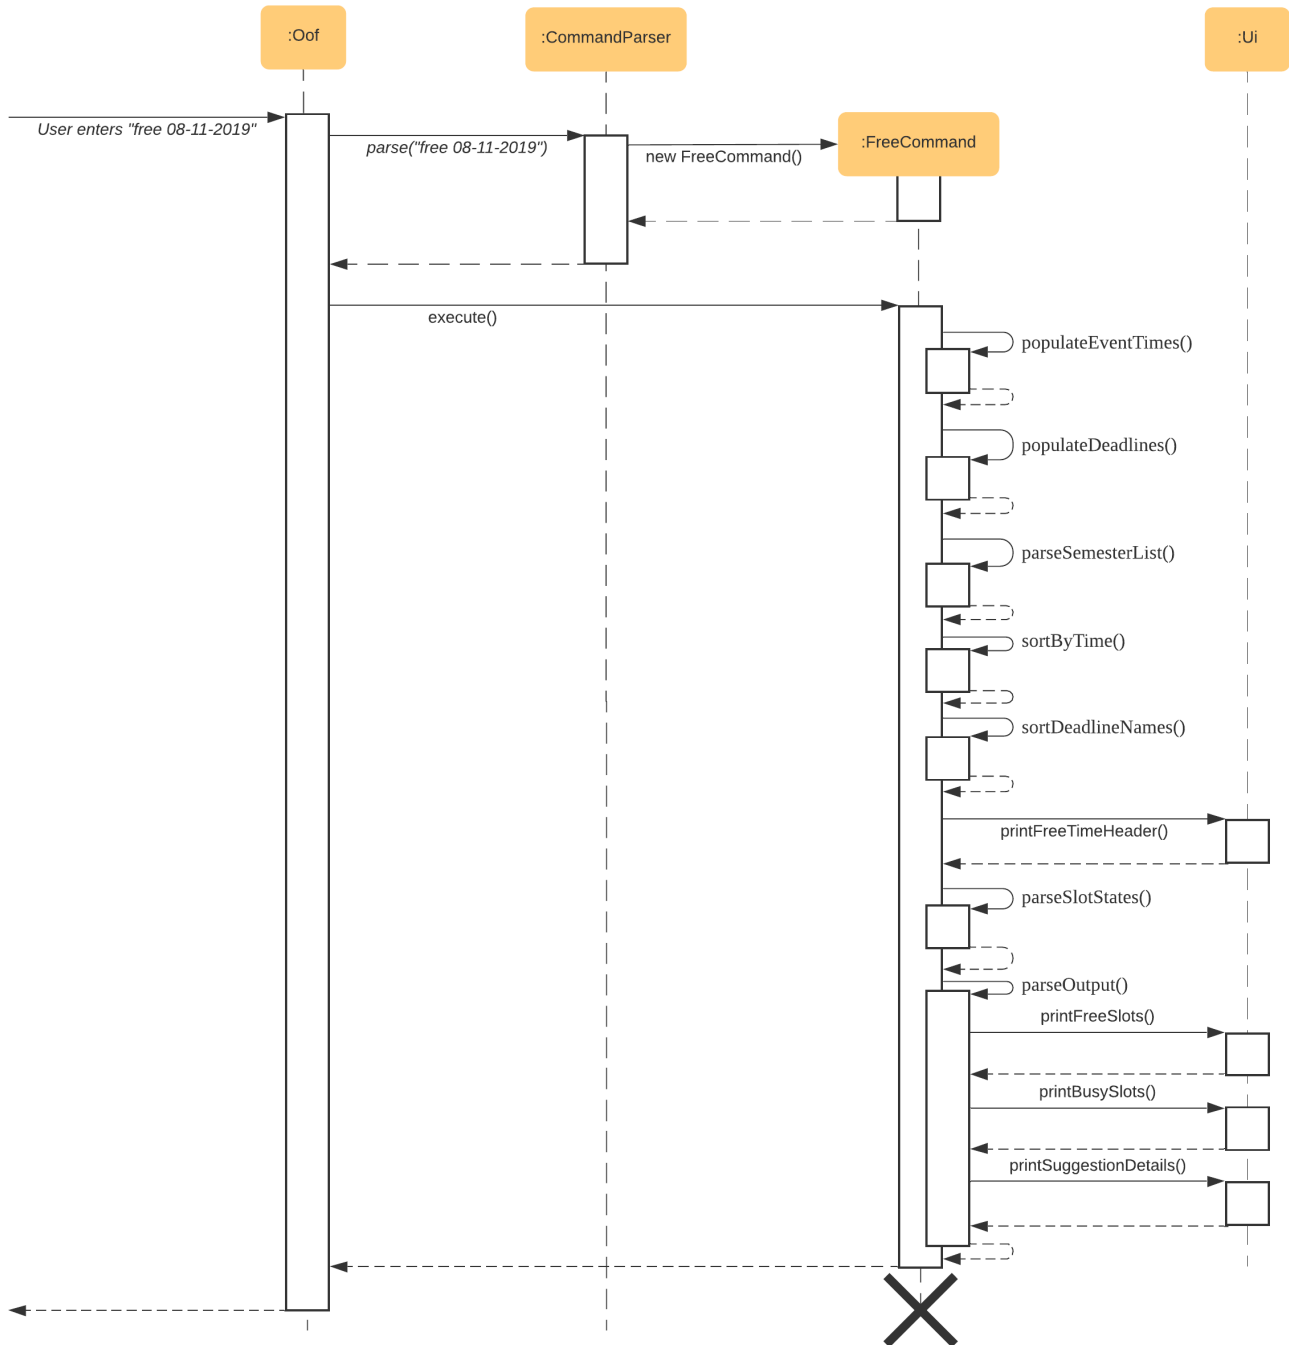 :Oof
:CommandParser
:Ui
User enters "free 08-11-2019"
parse("free 08-11-2019")
new FreeCommand()
:FreeCommand
execute()
populateEventTimes()
populateDeadlines()
parseSemesterList()
sortByTime()
sortDeadlineNames()
printFreeTimeHeader()
parseSlotStates()
parseOutput()
printFreeSlots()
printBusySlots()
printSuggestionDetails()